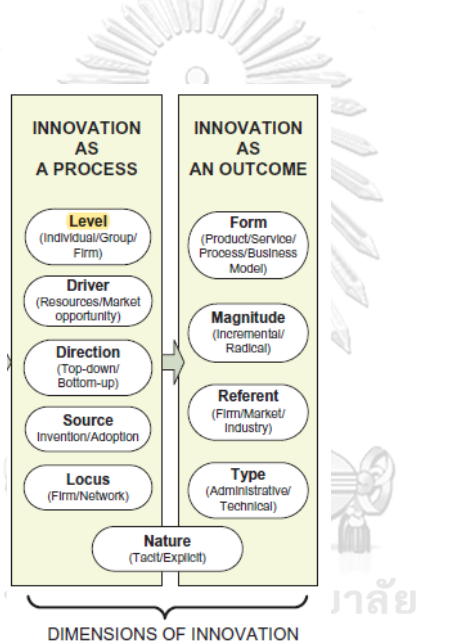 INNOVATION
AS
A PROCESS
Level
(Individual/Group/
Firm)
Driver
(Resources/Market
opportunity)
Direction
(Top-down/
Bottom-up)
Source
Invention/Adoption
Locus
(Firm/Network)
INNOVATION
AS
AN OUTCOME
Form
(Product/Service/
Process/Business
Model)
Magnitude
(Incremental/
Radical)
Referent
(Firm/Market/
Industry)
Type
(Administrative/
Technical)
Nature
(Tacit/Explicit)
DIMENSIONS OF INNOVATION